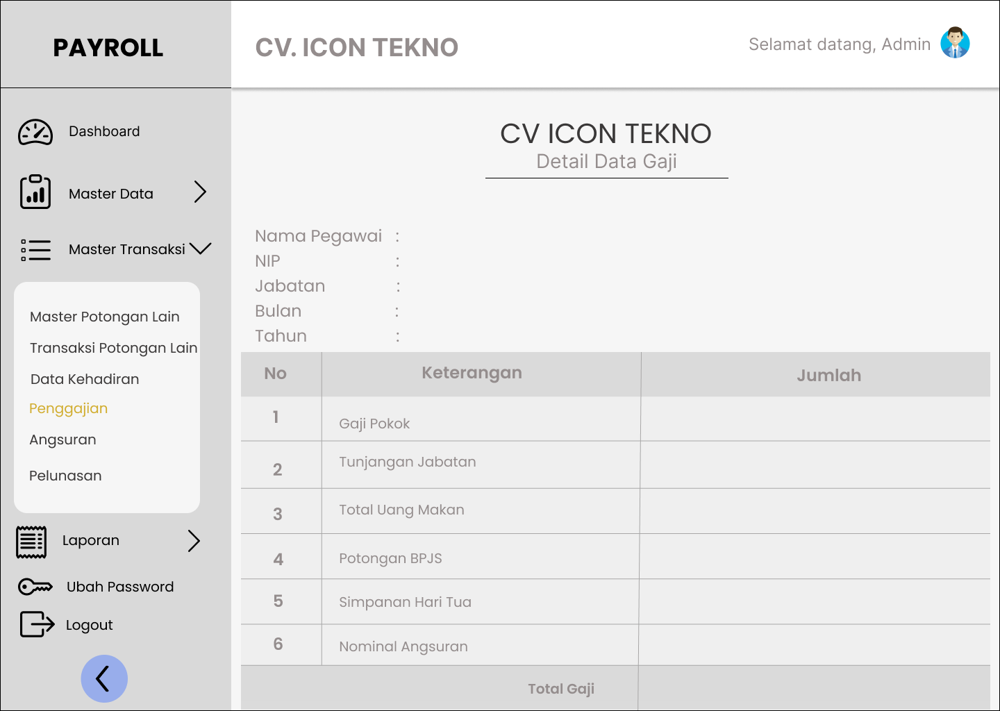 PAYROLL
CV. ICON TEKNO
Selamat datang, Admin
Dashboard
Master Data
Master Transaksi
Master Potongan Lain
Transaksi Potongan Lain
Data Kehadiran
Penggajian
Angsuran
Pelunasan
Laporan
Ubah Password
Logout
CV ICON TEKNO
Detail Data Gaji
Nama Pegawai :
NIP :
Jabatan :
Bulan :
Tahun :
No Keterangan Jumlah
1 Gaji Pokok
2 Tunjangan Jabatan
3 Total Uang Makan
4 Potongan BPJS
5 Simpanan Hari Tua
6 Nominal Angsuran
Total Gaji